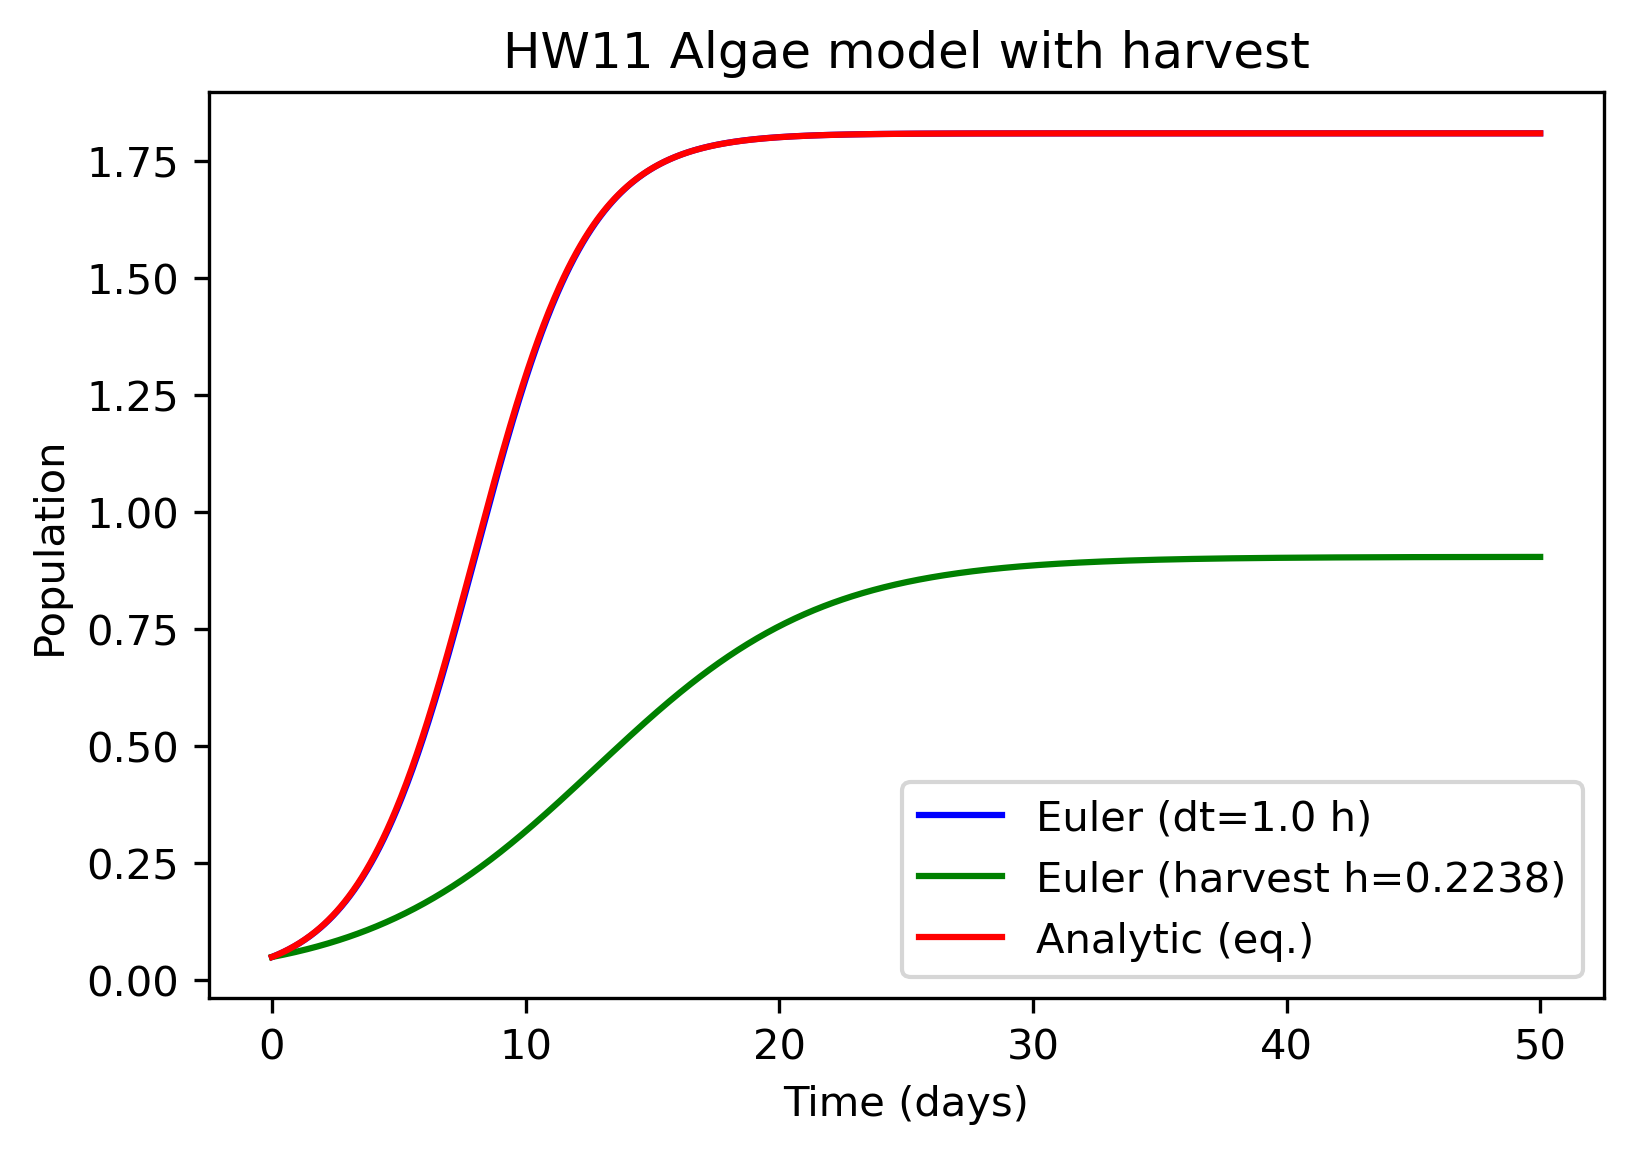 HW11 Algae model with harvest
Population
1.75
1.50
1.25
1.00
0.75
0.50
0.25
0.00
Euler (dt=1.0 h)
Euler (harvest h=0.2238)
Analytic (eq.)
0 10 20 30 40 50
Time (days)